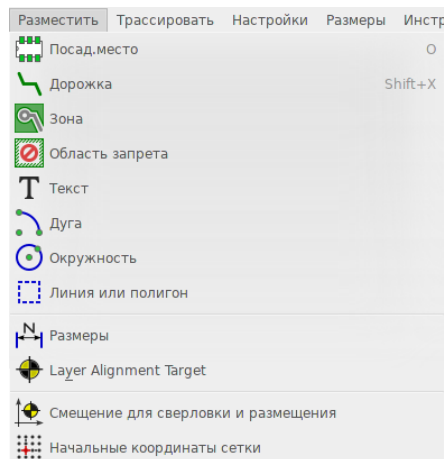 Разместить Трассировать Настройки Размеры Инстр
Посад.место O
Дорожка Shift+X
Зона
Область запрета
Текст
Дуга
Окружность
Линия или полигон
Размеры
Layer Alignment Target
Смещение для сверловки и размещения
Начальные координаты сетки